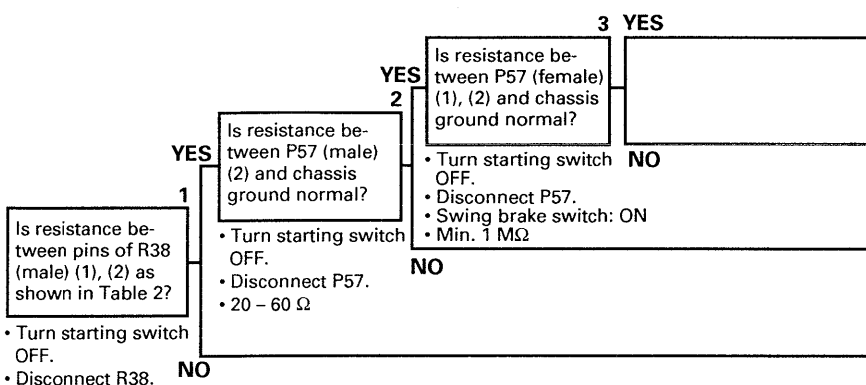 3 YES
Is resistance be-
tween P57 (female)
(1), (2) and chassis
ground normal?
YES
2
• Turn starting switch
OFF.
• Disconnect P57.
• Swing brake switch: ON
• Min. 1 MΩ
NO
Is resistance be-
tween P57 (male)
(2) and chassis
ground normal?
YES
1
• Turn starting switch
OFF.
• Disconnect P57.
• 20 – 60 Ω
NO
Is resistance be-
tween pins of R38
(male) (1), (2) as
shown in Table 2?
• Turn starting switch
OFF.
• Disconnect R38.
NO